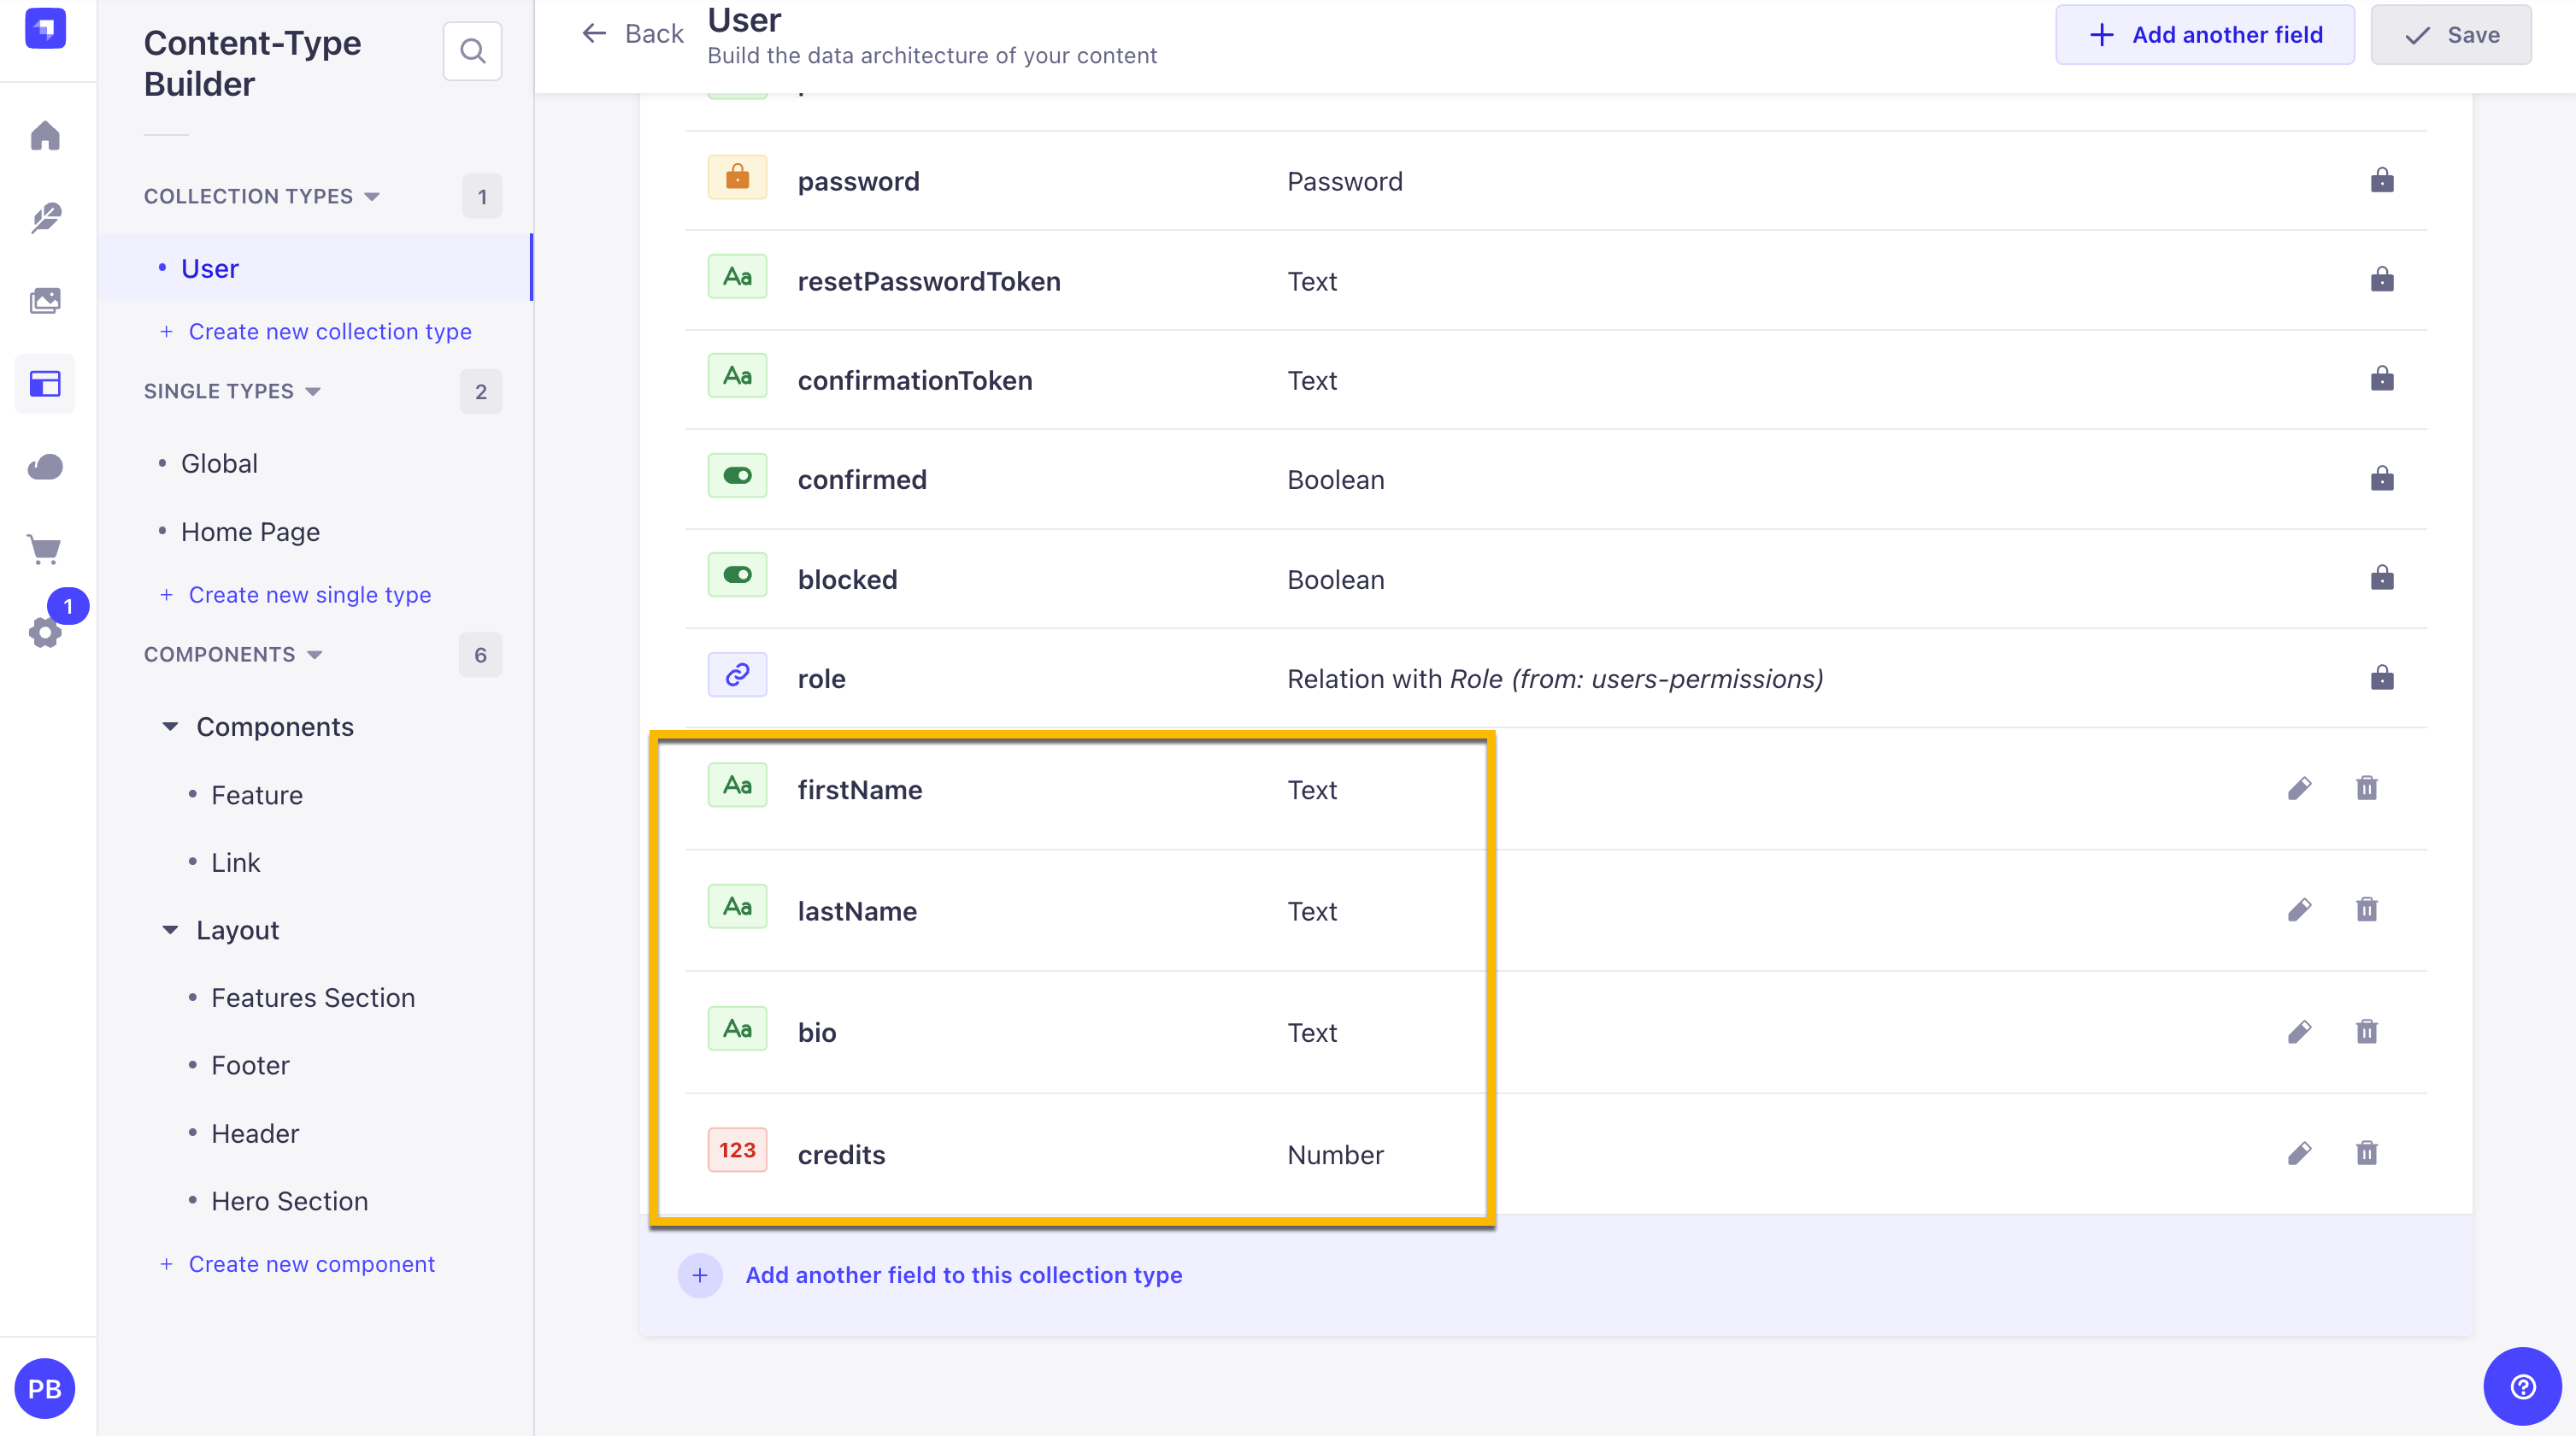 Content-Type
Builder
COLLECTION TYPES 1
User
+ Create new collection type
SINGLE TYPES 2
Global
Home Page
+ Create new single type
1
COMPONENTS 6
Components
Feature
Link
Layout
Features Section
Footer
Header
Hero Section
+ Create new component
PB
Back
User
Build the data architecture of your content
Add another field
Save
password Password
Aa resetPasswordToken Text
Aa confirmationToken Text
confirmed Boolean
blocked Boolean
role Relation with Role (from: users-permissions)
Aa firstName Text
Aa lastName Text
Aa bio Text
123 credits Number
+ Add another field to this collection type
?